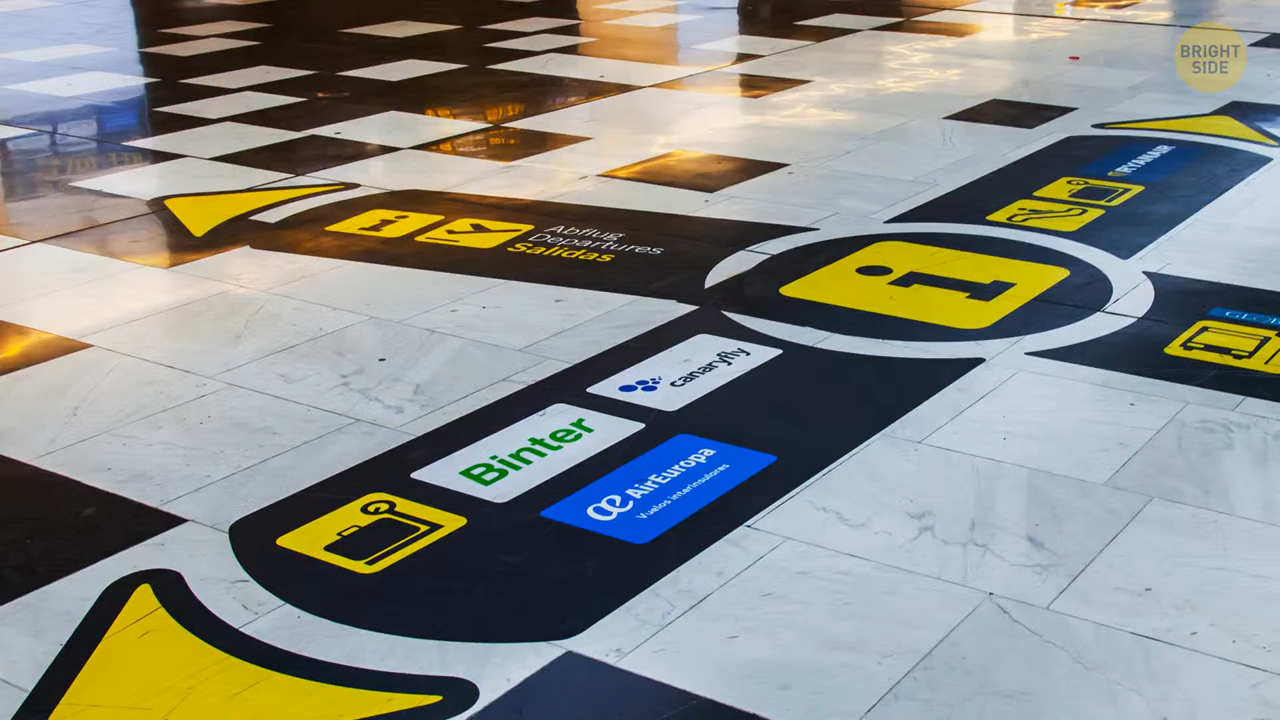 BRIGHT
SIDE
RYANAIR
Abflug
Departures
Salidas
i
i
canaryfly
Binter
AirEuropa
Vuelos interinsulares